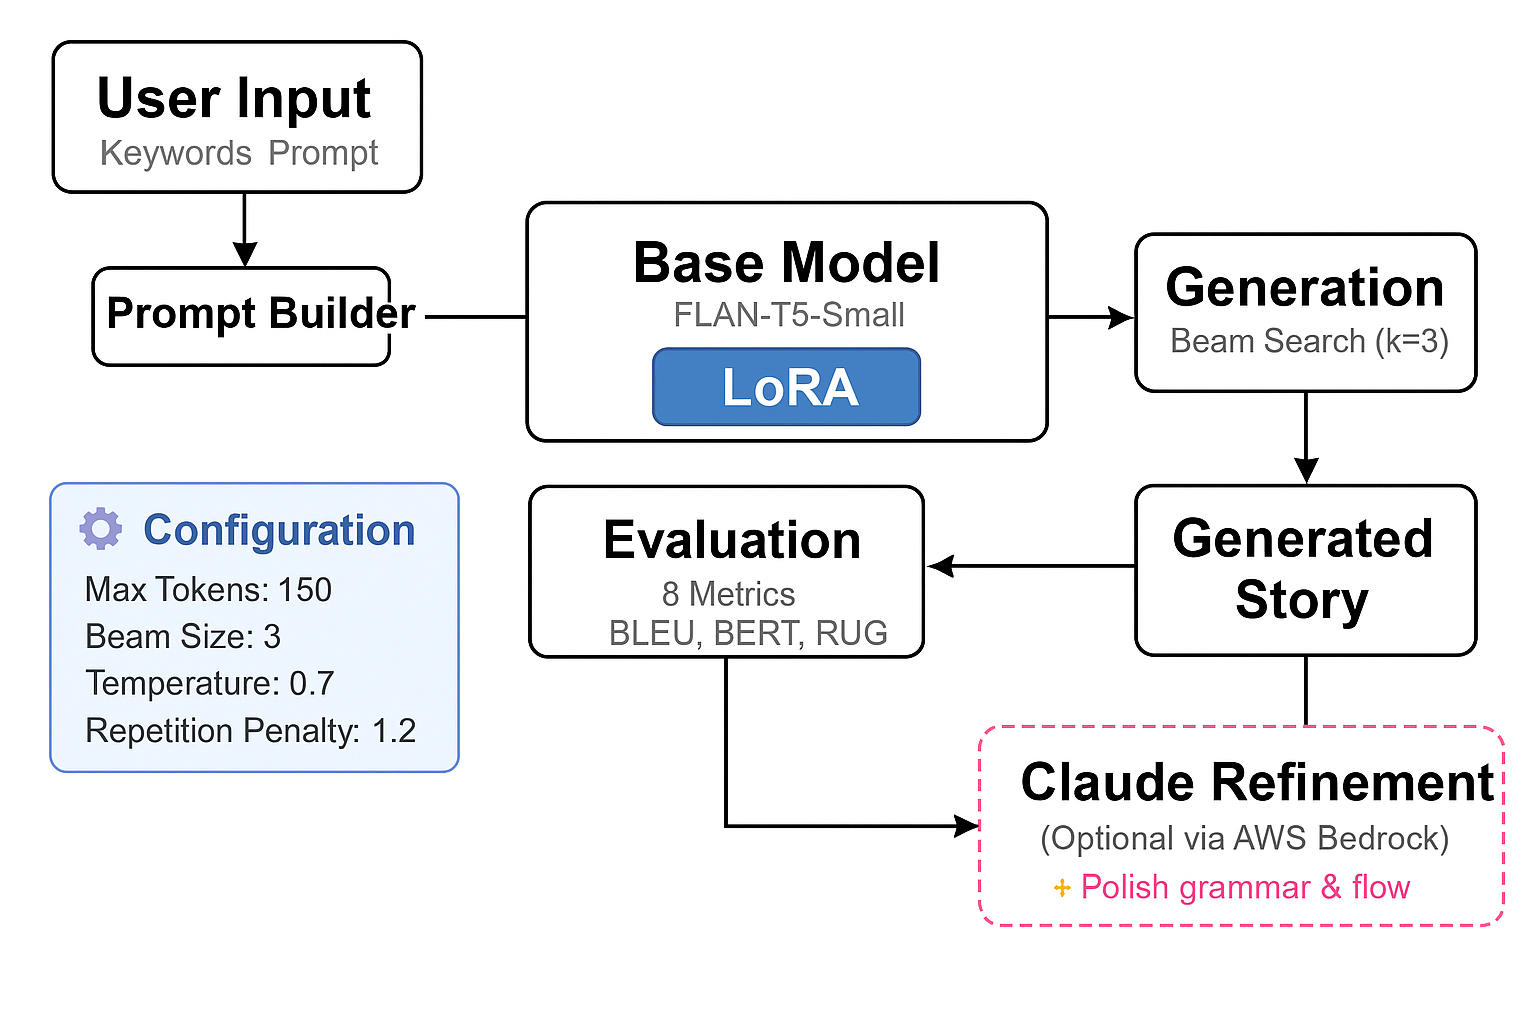 User Input
Keywords Prompt
Prompt Builder
Base Model
FLAN-T5-Small
LoRA
Generation
Beam Search (k=3)
Generated
Story
Evaluation
8 Metrics
BLEU, BERT, RUG
Claude Refinement
(Optional via AWS Bedrock)
Polish grammar & flow
Configuration
Max Tokens: 150
Beam Size: 3
Temperature: 0.7
Repetition Penalty: 1.2